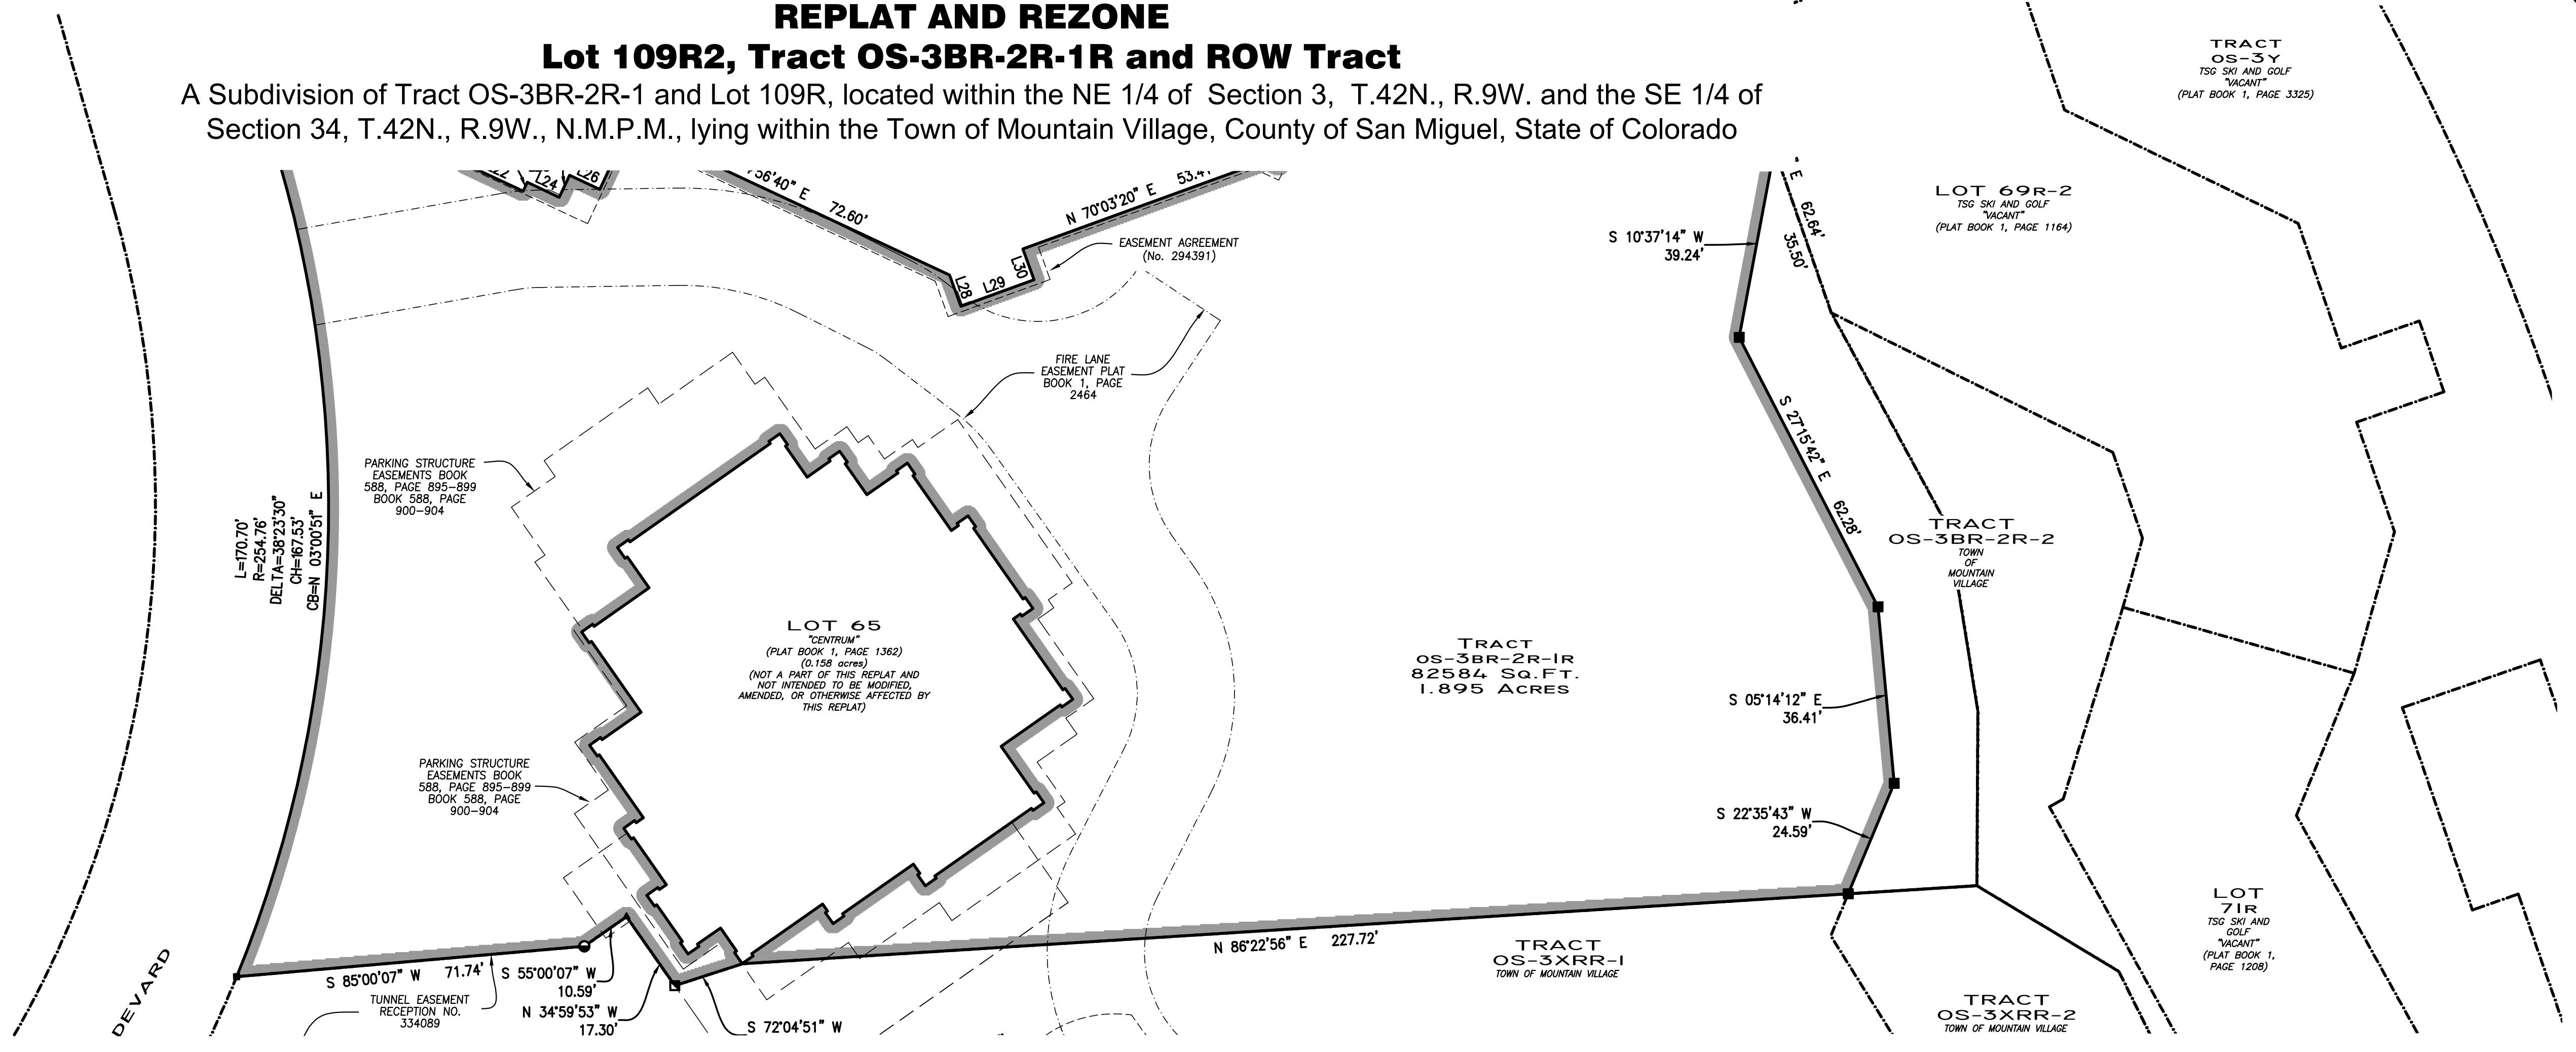 REPLAT AND REZONE
Lot 109R2, Tract OS-3BR-2R-1R and ROW Tract
A Subdivision of Tract OS-3BR-2R-1 and Lot 109R, located within the NE 1/4 of Section 3, T.42N., R.9W. and the SE 1/4 of
Section 34, T.42N., R.9W., N.M.P.M., lying within the Town of Mountain Village, County of San Miguel, State of Colorado
TRACT
OS-3Y
TSG SKI AND GOLF
"VACANT"
(PLAT BOOK 1, PAGE 3325)
LOT 69R-2
TSG SKI AND GOLF
"VACANT"
(PLAT BOOK 1, PAGE 1164)
L24
L26
56'40" E 72.60'
N 70°03'20" E
L28
L29
L30
EASEMENT AGREEMENT
(No. 294391)
S 10°37'14" W
39.24'
E 62.64'
35.50'
FIRE LANE
EASEMENT PLAT
BOOK 1, PAGE
2464
S 27°15'42" E 62.28'
PARKING STRUCTURE
EASEMENTS BOOK
588, PAGE 895-899
BOOK 588, PAGE
900-904
L=170.70'
R=254.76'
DELTA=38°23'30"
CH=167.53'
CB=N 03°00'51" E
TRACT
OS-3BR-2R-2
TOWN
OF
MOUNTAIN
VILLAGE
LOT 65
"CENTRUM"
(PLAT BOOK 1, PAGE 1362)
(0.158 acres)
(NOT A PART OF THIS REPLAT AND
NOT INTENDED TO BE MODIFIED,
AMENDED, OR OTHERWISE AFFECTED BY
THIS REPLAT)
TRACT
OS-3BR-2R-1R
82584 SQ.FT.
1.895 ACRES
S 05°14'12" E
36.41'
PARKING STRUCTURE
EASEMENTS BOOK
588, PAGE 895-899
BOOK 588, PAGE
900-904
S 22°35'43" W
24.59'
LOT
71R
TSG SKI AND
GOLF
"VACANT"
(PLAT BOOK 1,
PAGE 1208)
N 86°22'56" E 227.72'
TRACT
OS-3XRR-1
TOWN OF MOUNTAIN VILLAGE
S 85°00'07" W 71.74'
S 55°00'07" W
10.59'
N 34°59'53" W
17.30'
S 72°04'51" W
TUNNEL EASEMENT
RECEPTION NO.
334089
DEVARD
TRACT
OS-3XRR-2
TOWN OF MOUNTAIN VILLAGE